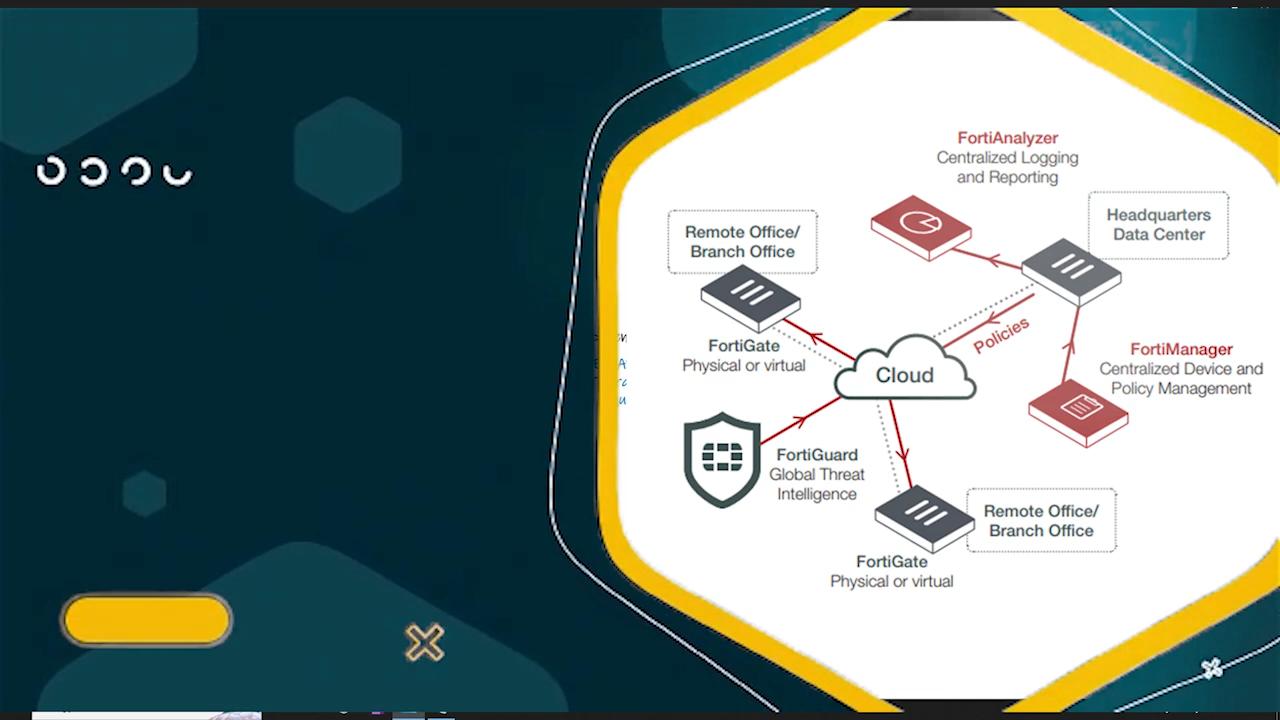 FortiAnalyzer
Centralized Logging
and Reporting
Headquarters
Data Center
Remote Office/
Branch Office
FortiGate
Physical or virtual
Policies
Cloud
FortiManager
Centralized Device and
Policy Management
FortiGuard
Global Threat
Intelligence
Remote Office/
Branch Office
FortiGate
Physical or virtual